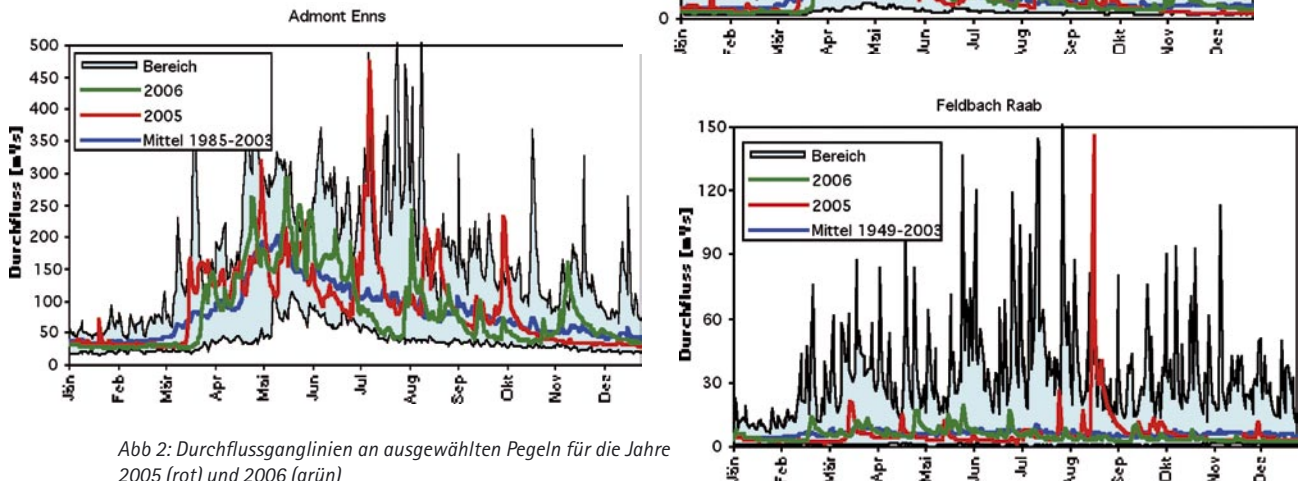 Admont Enns
Durchfluss [m³/s]
500
450
400
350
300
250
200
150
100
50
0
Bereich
2006
2005
Mittel 1985-2003
Jän
Feb
Mär
Apr
Mai
Jun
Jul
Aug
Sep
Okt
Nov
Dez
Abb 2: Durchflussganglinien an ausgewählten Pegeln für die Jahre
2005 (rot) und 2006 (grün)
0
Jän
Feb
Mär
Apr
Mai
Jun
Jul
Aug
Sep
Okt
Nov
Dez
Feldbach Raab
Durchfluss [m³/s]
150
120
90
60
30
0
Bereich
2006
2005
Mittel 1949-2003
Jän
Feb
Mär
Apr
Mai
Jun
Jul
Aug
Sep
Okt
Nov
Dez